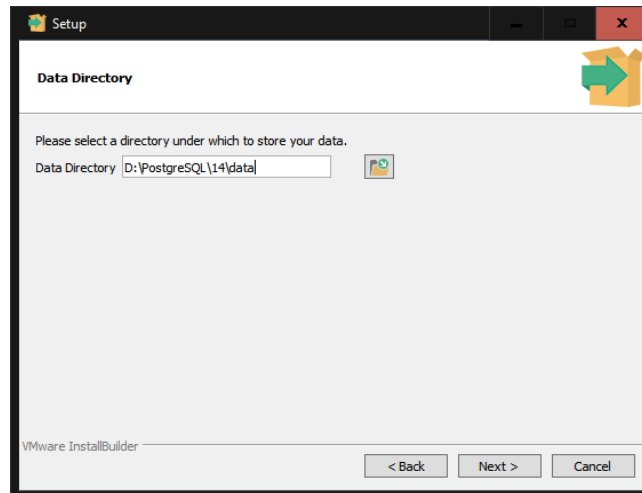 Setup
Data Directory
Please select a directory under which to store your data.
Data Directory D:\PostgreSQL\14\data
VMware InstallBuilder
< Back Next > Cancel